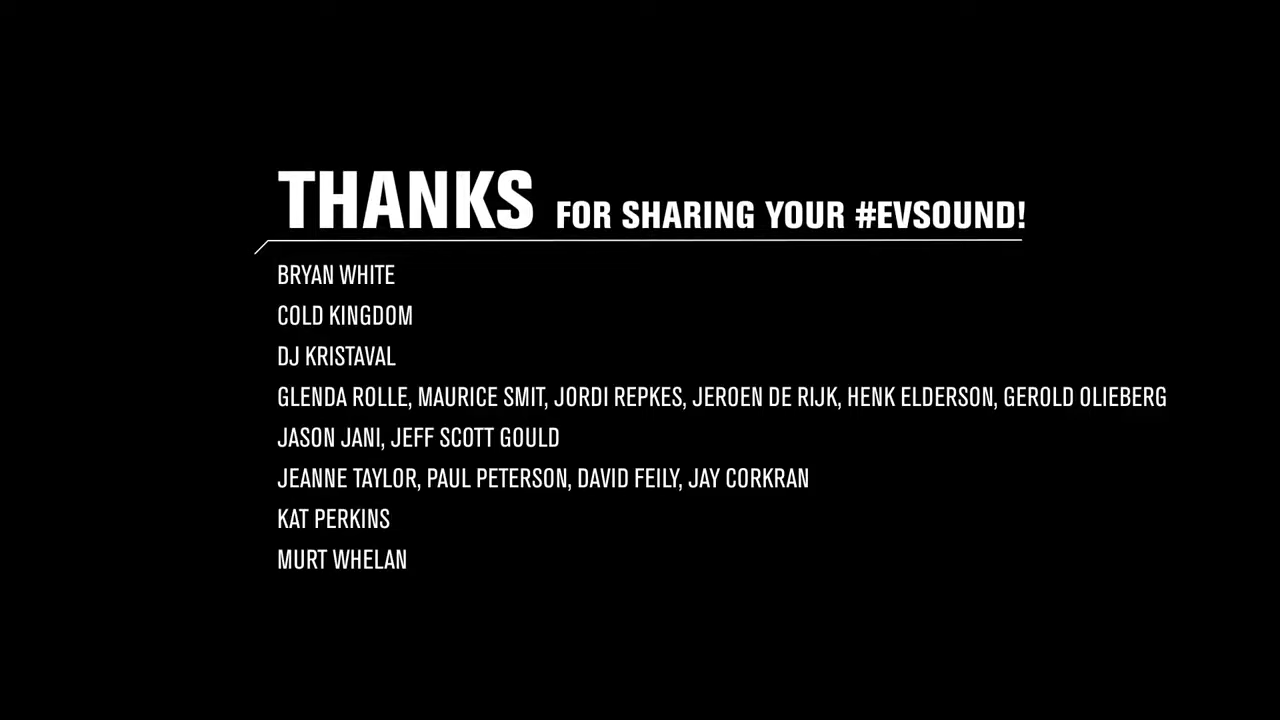 THANKS FOR SHARING YOUR #EVSOUND!
BRYAN WHITE
COLD KINGDOM
DJ KRISTAVAL
GLENDA ROLLE, MAURICE SMIT, JORDI REPKES, JEROEN DE RIJK, HENK ELDERSON, GEROLD OLIEBERG
JASON JANI, JEFF SCOTT GOULD
JEANNE TAYLOR, PAUL PETERSON, DAVID FEILY, JAY CORKRAN
KAT PERKINS
MURT WHELAN